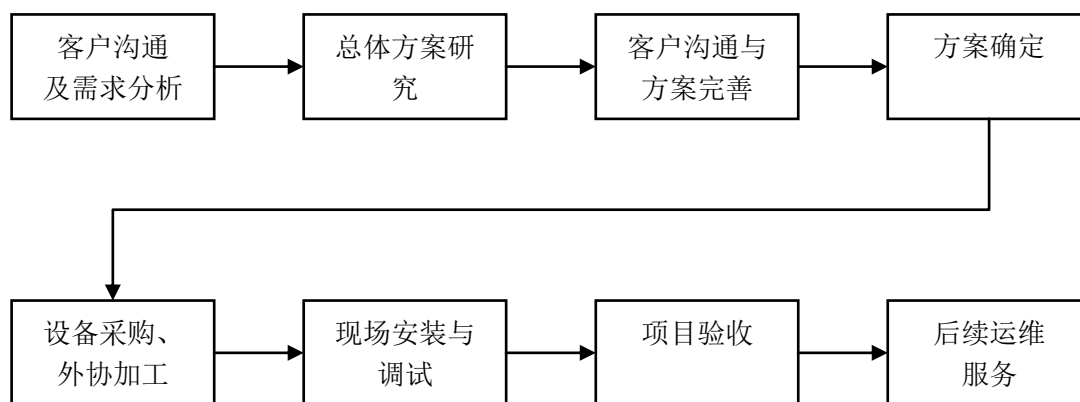 客户沟通
及需求分析
总体方案研
究
客户沟通与
方案完善
方案确定
设备采购、
外协加工
现场安装与
调试
项目验收
后续运维
服务